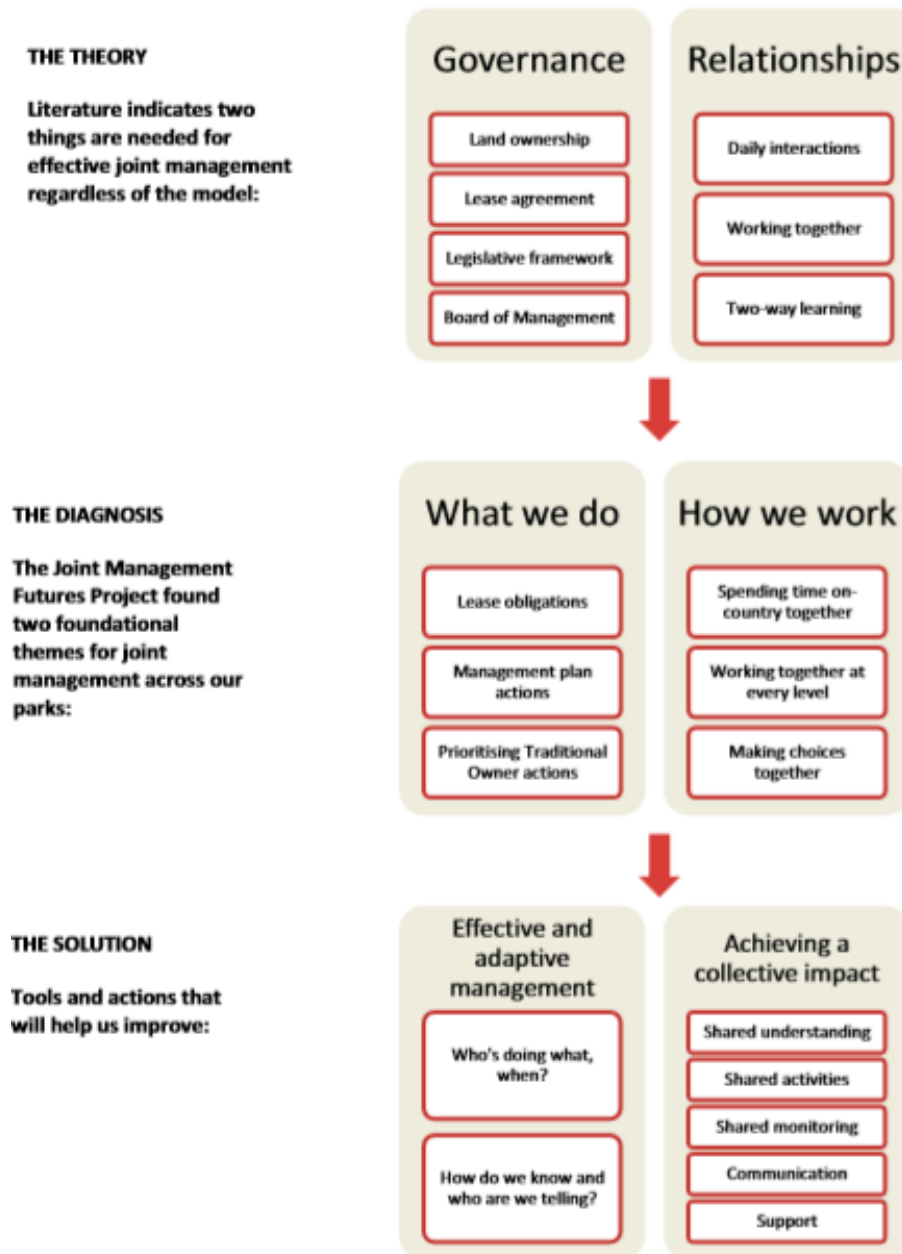 THE THEORY
Literature indicates two
things are needed for
effective joint management
regardless of the model:
Governance
Land ownership
Lease agreement
Legislative framework
Board of Management
Relationships
Daily interactions
Working together
Two-way learning
THE DIAGNOSIS
The Joint Management
Futures Project found
two foundational
themes for joint
management across our
parks:
What we do
Lease obligations
Management plan
actions
Prioritising Traditional
Owner actions
How we work
Spending time on-
country together
Working together at
every level
Making choices
together
THE SOLUTION
Tools and actions that
will help us improve:
Effective and
adaptive
management
Who's doing what,
when?
How do we know and
who are we telling?
Achieving a
collective impact
Shared understanding
Shared activities
Shared monitoring
Communication
Support